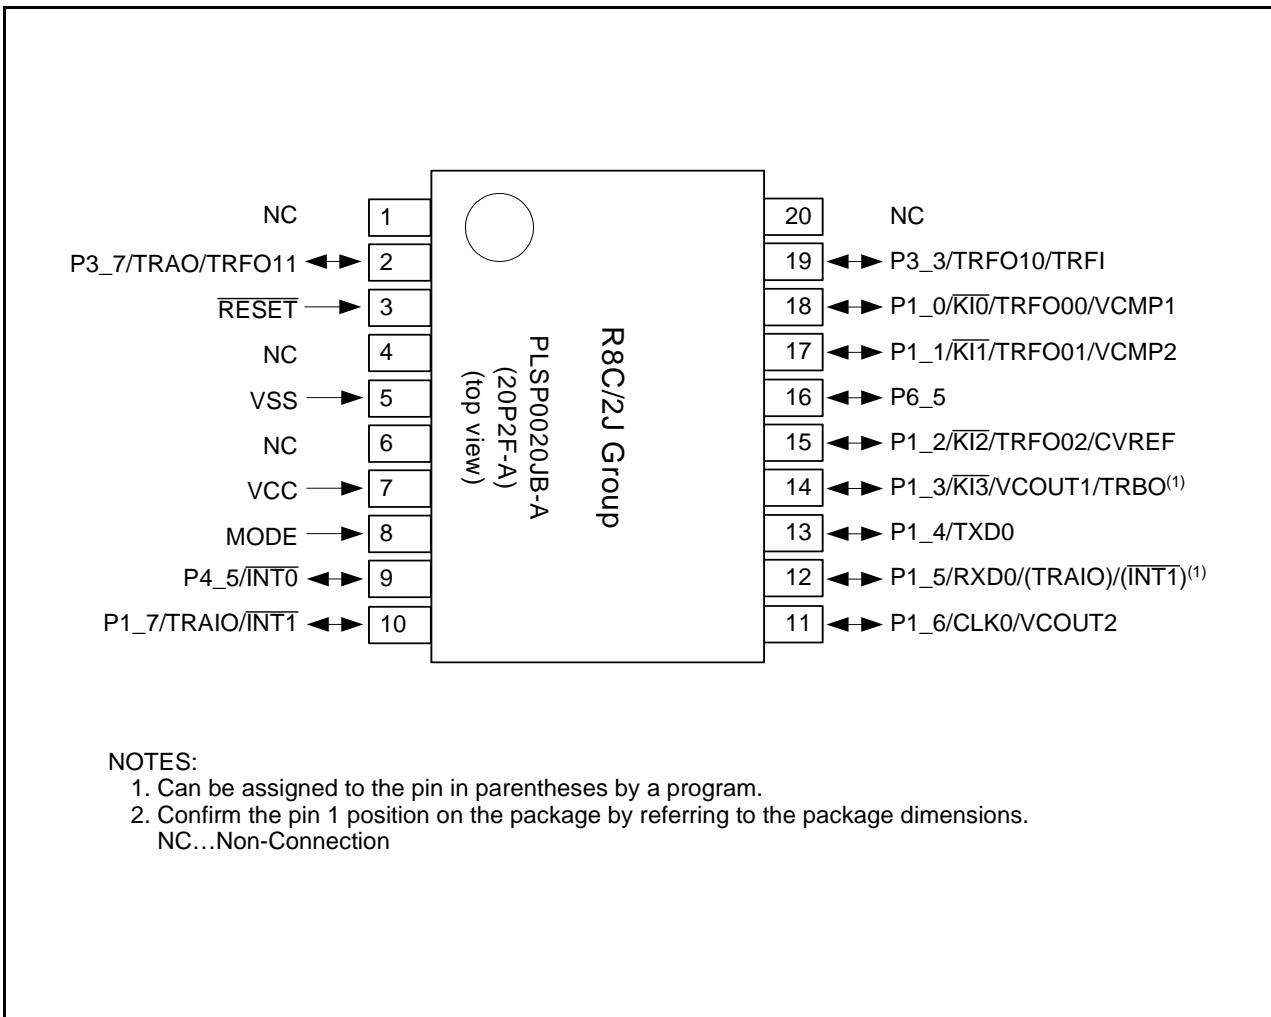 NC 1
P3_7/TRAO/TRFO11 2
RESET 3
NC 4
VSS 5
NC 6
VCC 7
MODE 8
P4_5/INT0 9
P1_7/TRAIO/INT1 10
R8C/2J Group
PLSP0020JB-A
(20P2F-A)
(top view)
20 NC
19 P3_3/TRFO10/TRFI
18 P1_0/KI0/TRFO00/VCMP1
17 P1_1/KI1/TRFO01/VCMP2
16 P6_5
15 P1_2/KI2/TRFO02/CVREF
14 P1_3/KI3/VCOUT1/TRBO(1)
13 P1_4/TXD0
12 P1_5/RXD0/(TRAIO)/(INT1)(1)
11 P1_6/CLK0/VCOUT2
NOTES:
1. Can be assigned to the pin in parentheses by a program.
2. Confirm the pin 1 position on the package by referring to the package dimensions.
NC…Non-Connection